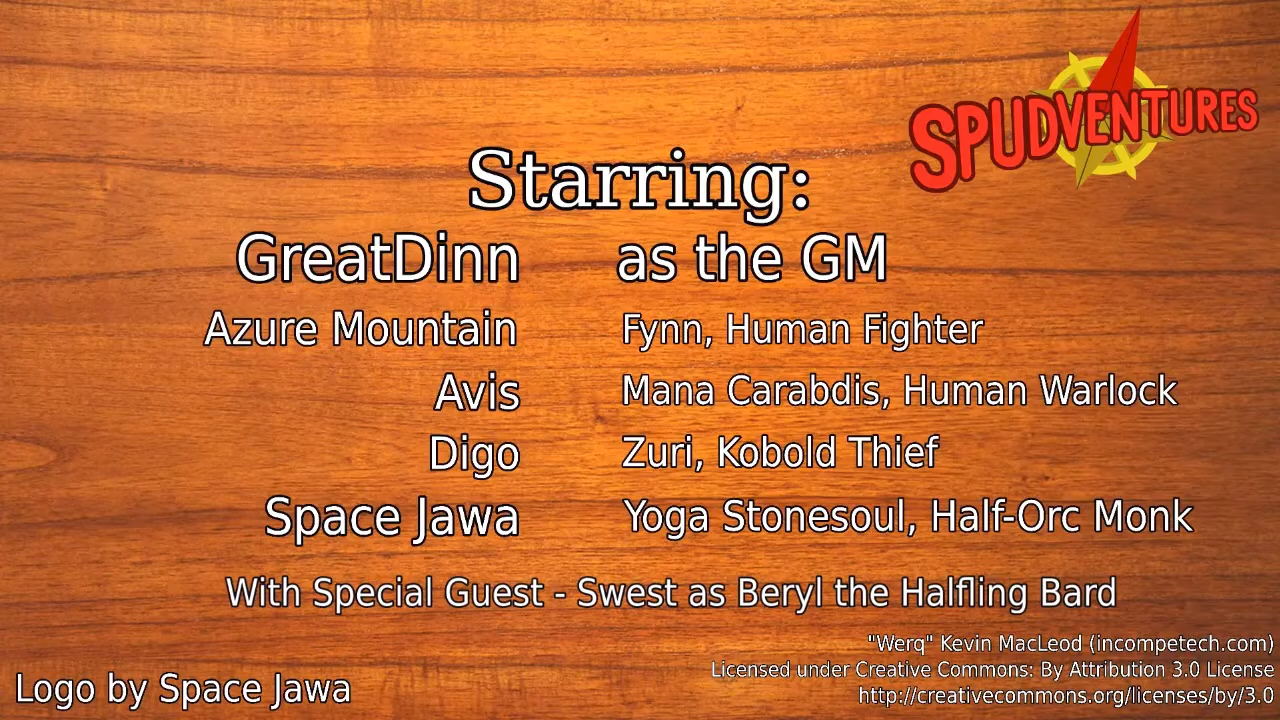 SPUDVENTURES
Starring:
GreatDinn as the GM
Azure Mountain Fynn, Human Fighter
Avis Mana Carabdis, Human Warlock
Digo Zuri, Kobold Thief
Space Jawa Yoga Stonesoul, Half-Orc Monk
With Special Guest - Swest as Beryl the Halfling Bard
"Werq" Kevin MacLeod (incompetech.com)
Licensed under Creative Commons: By Attribution 3.0 License
http://creativecommons.org/licenses/by/3.0
Logo by Space Jawa